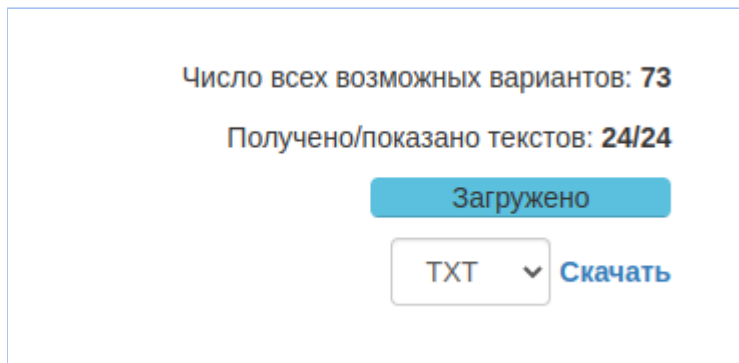 Число всех возможных вариантов: 73
Получено/показано текстов: 24/24
Загружено
TXT Скачать